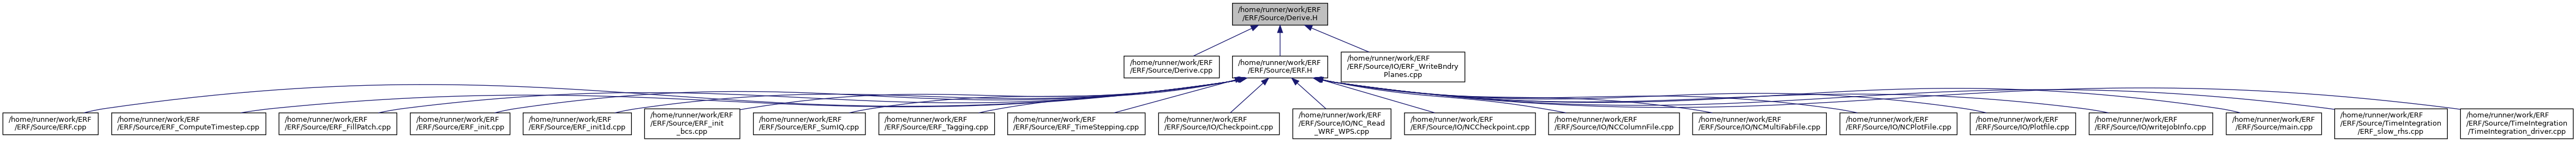 /home/runner/work/ERF
/ERF/Source/Derive.H
/home/runner/work/ERF
/ERF/Source/Derive.cpp
/home/runner/work/ERF
/ERF/Source/ERF.H
/home/runner/work/ERF
/ERF/Source/IO/ERF_WriteBndry
Planes.cpp
/home/runner/work/ERF
/ERF/Source/ERF.cpp
/home/runner/work/ERF
/ERF/Source/ERF_ComputeTimestep.cpp
/home/runner/work/ERF
/ERF/Source/ERF_FillPatch.cpp
/home/runner/work/ERF
/ERF/Source/ERF_init.cpp
/home/runner/work/ERF
/ERF/Source/ERF_init1d.cpp
/home/runner/work/ERF
/ERF/Source/ERF_init
_bcs.cpp
/home/runner/work/ERF
/ERF/Source/ERF_SumIQ.cpp
/home/runner/work/ERF
/ERF/Source/ERF_Tagging.cpp
/home/runner/work/ERF
/ERF/Source/ERF_TimeStepping.cpp
/home/runner/work/ERF
/ERF/Source/IO/Checkpoint.cpp
/home/runner/work/ERF
/ERF/Source/IO/NC_Read
_WRF_WPS.cpp
/home/runner/work/ERF
/ERF/Source/IO/NCCheckpoint.cpp
/home/runner/work/ERF
/ERF/Source/IO/NCColumnFile.cpp
/home/runner/work/ERF
/ERF/Source/IO/NCMultiFabFile.cpp
/home/runner/work/ERF
/ERF/Source/IO/NCPlotFile.cpp
/home/runner/work/ERF
/ERF/Source/IO/Plotfile.cpp
/home/runner/work/ERF
/ERF/Source/IO/writeJobInfo.cpp
/home/runner/work/ERF
/ERF/Source/main.cpp
/home/runner/work/ERF
/ERF/Source/TimeIntegration
/ERF_slow_rhs.cpp
/home/runner/work/ERF
/ERF/Source/TimeIntegration
/TimeIntegration_driver.cpp